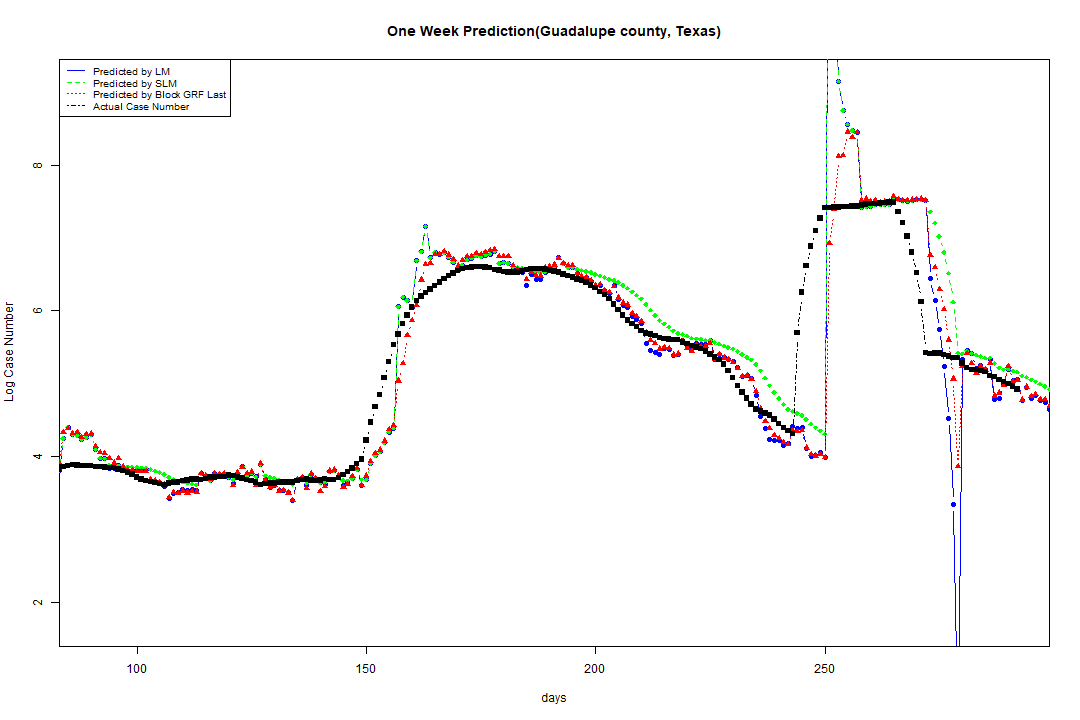 One Week Prediction(Guadalupe county, Texas)
Predicted by LM
Predicted by SLM
Predicted by Block GRF Last
Actual Case Number
Log Case Number
8
6
4
2
100
150
200
250
days